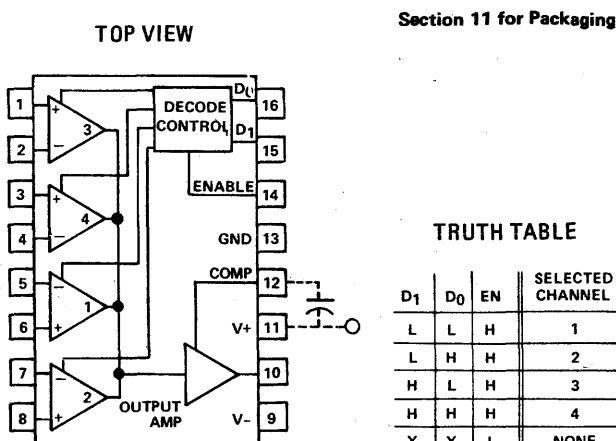 Section 11 for Packaging
TOP VIEW
D0
1
+
DECODE
CONTROL
16
3
D1
2
−
15
3
+
ENABLE
14
4
4
−
GND
13
COMP
5
−
12
1
6
+
V+
11
7
−
10
2
OUTPUT
AMP
8
+
V−
9
TRUTH TABLE
D1 D0 EN SELECTED CHANNEL
L L H 1
L H H 2
H L H 3
H H H 4
X X L NONE